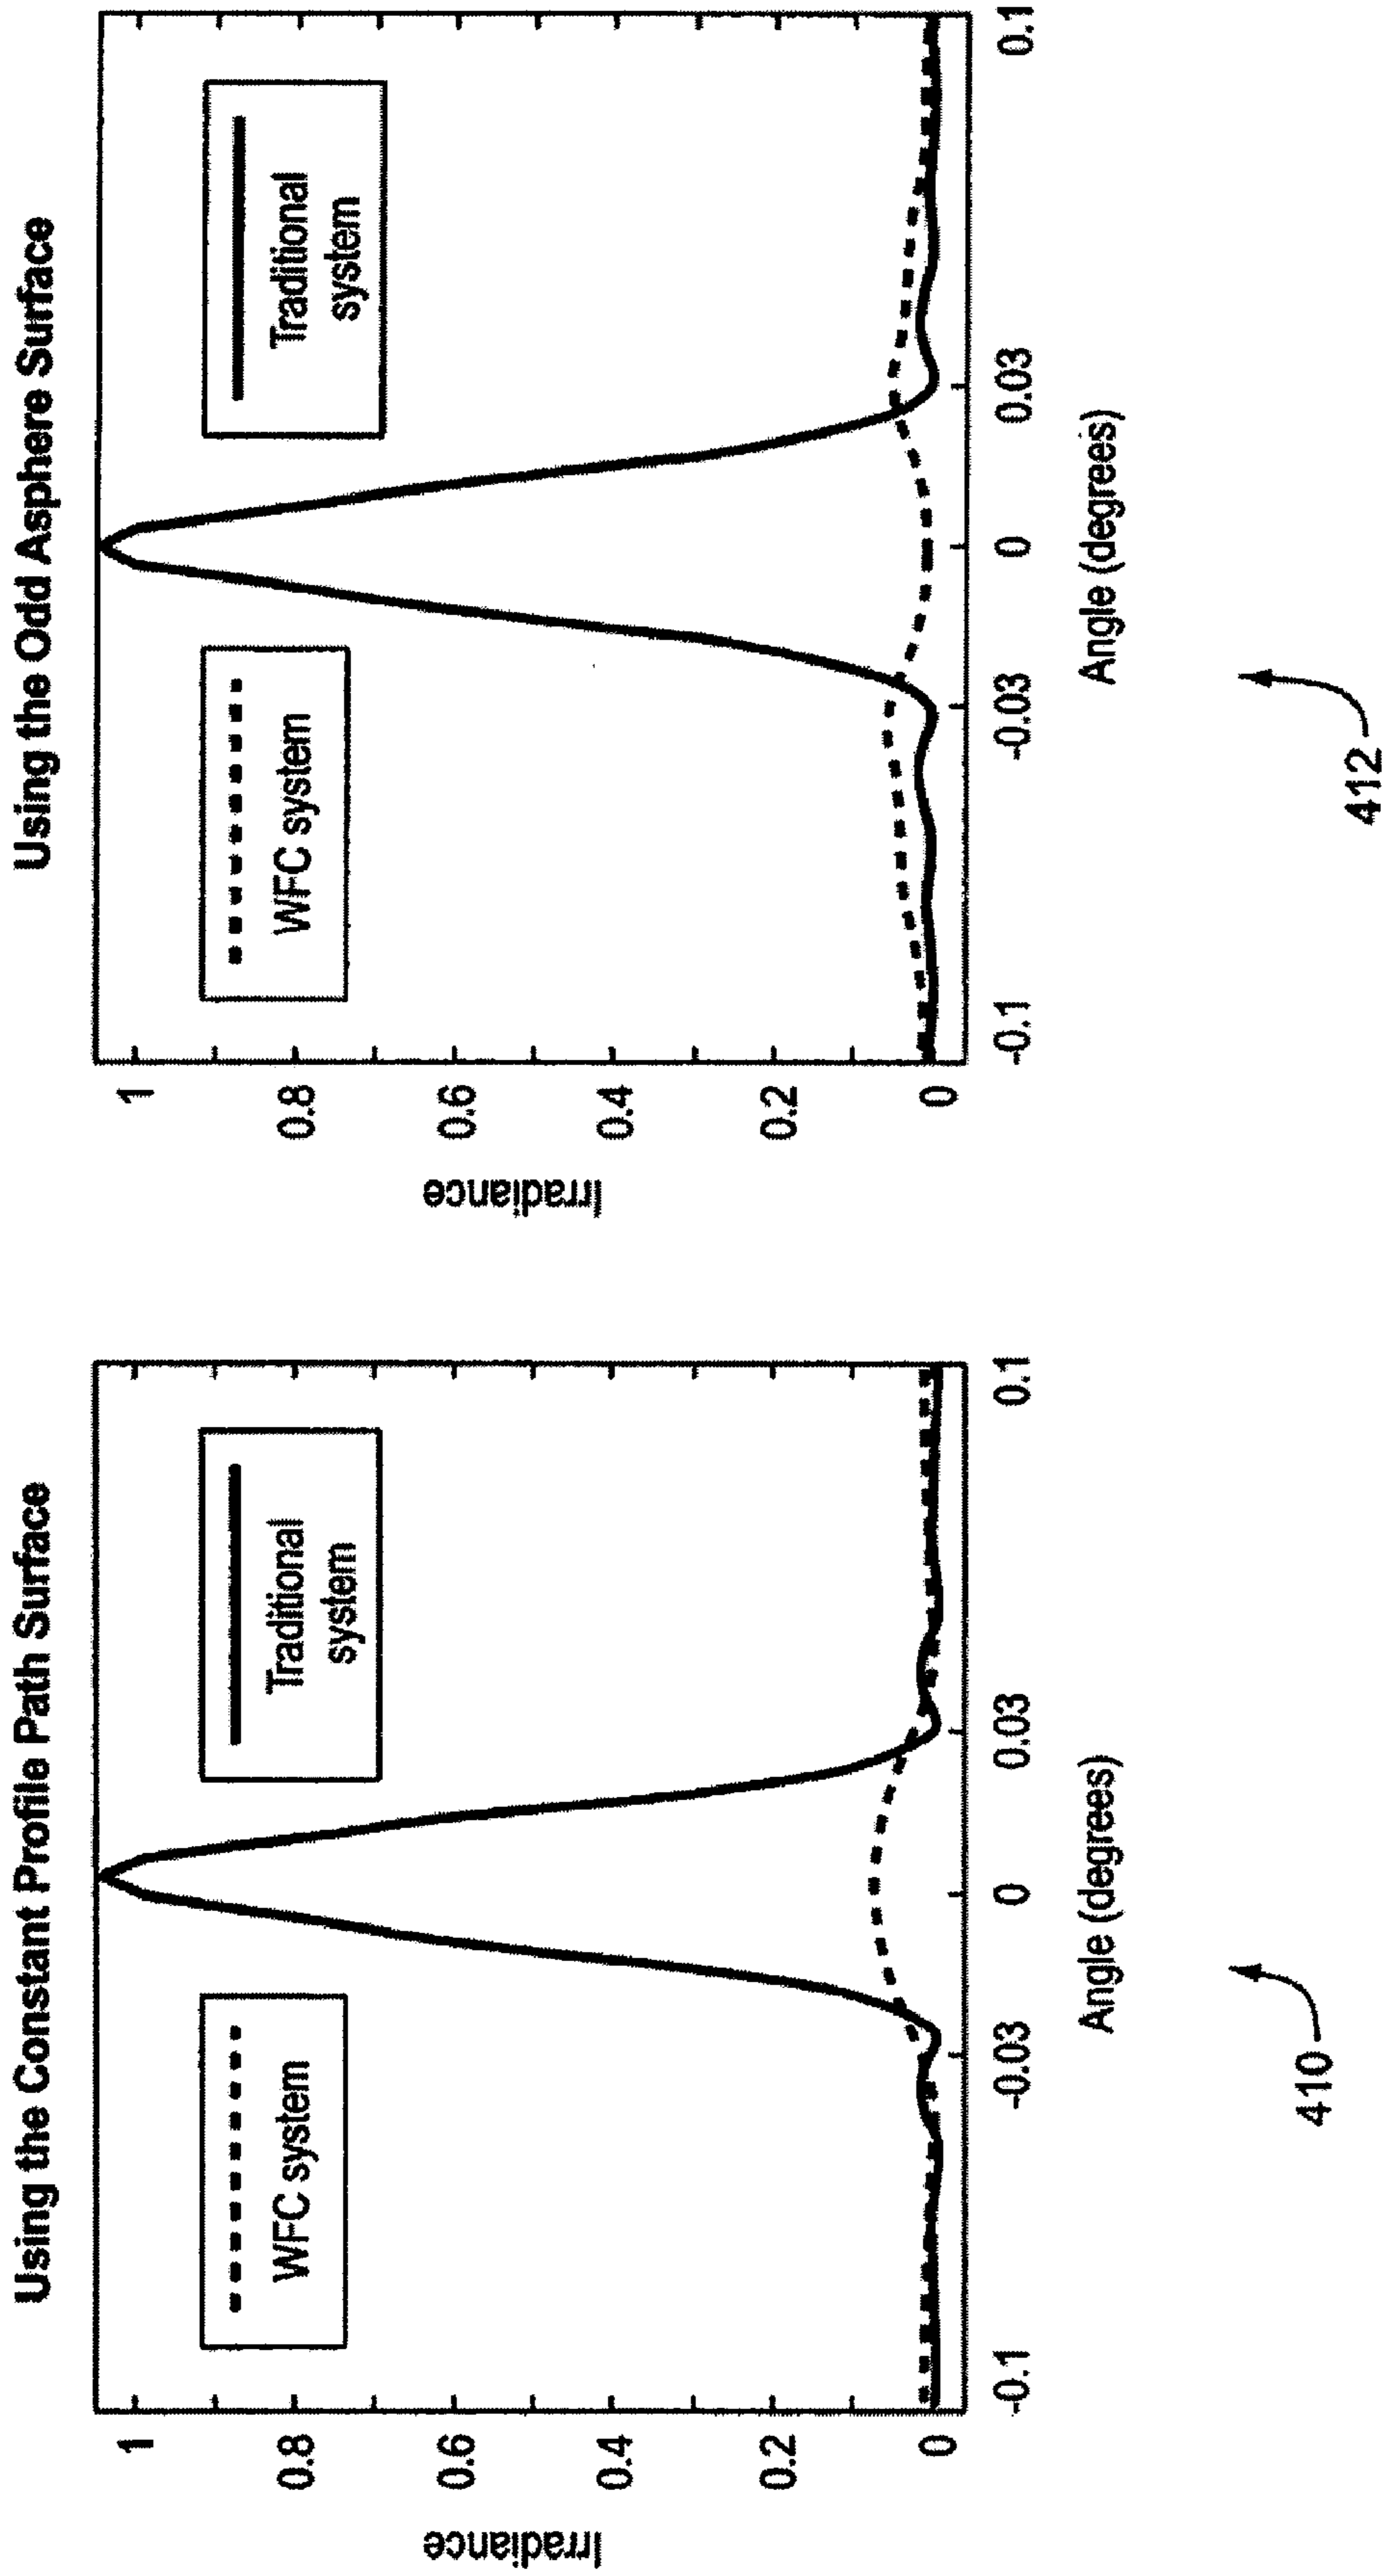 Using the Constant Profile Path Surface
WFC system
Traditional
system
Irradiance
1
0.8
0.6
0.4
0.2
0
-0.1
-0.03
0
0.03
0.1
Angle (degrees)
410
Using the Odd Asphere Surface
WFC system
Traditional
system
Irradiance
1
0.8
0.6
0.4
0.2
0
-0.1
-0.03
0
0.03
0.1
Angle (degrees)
412